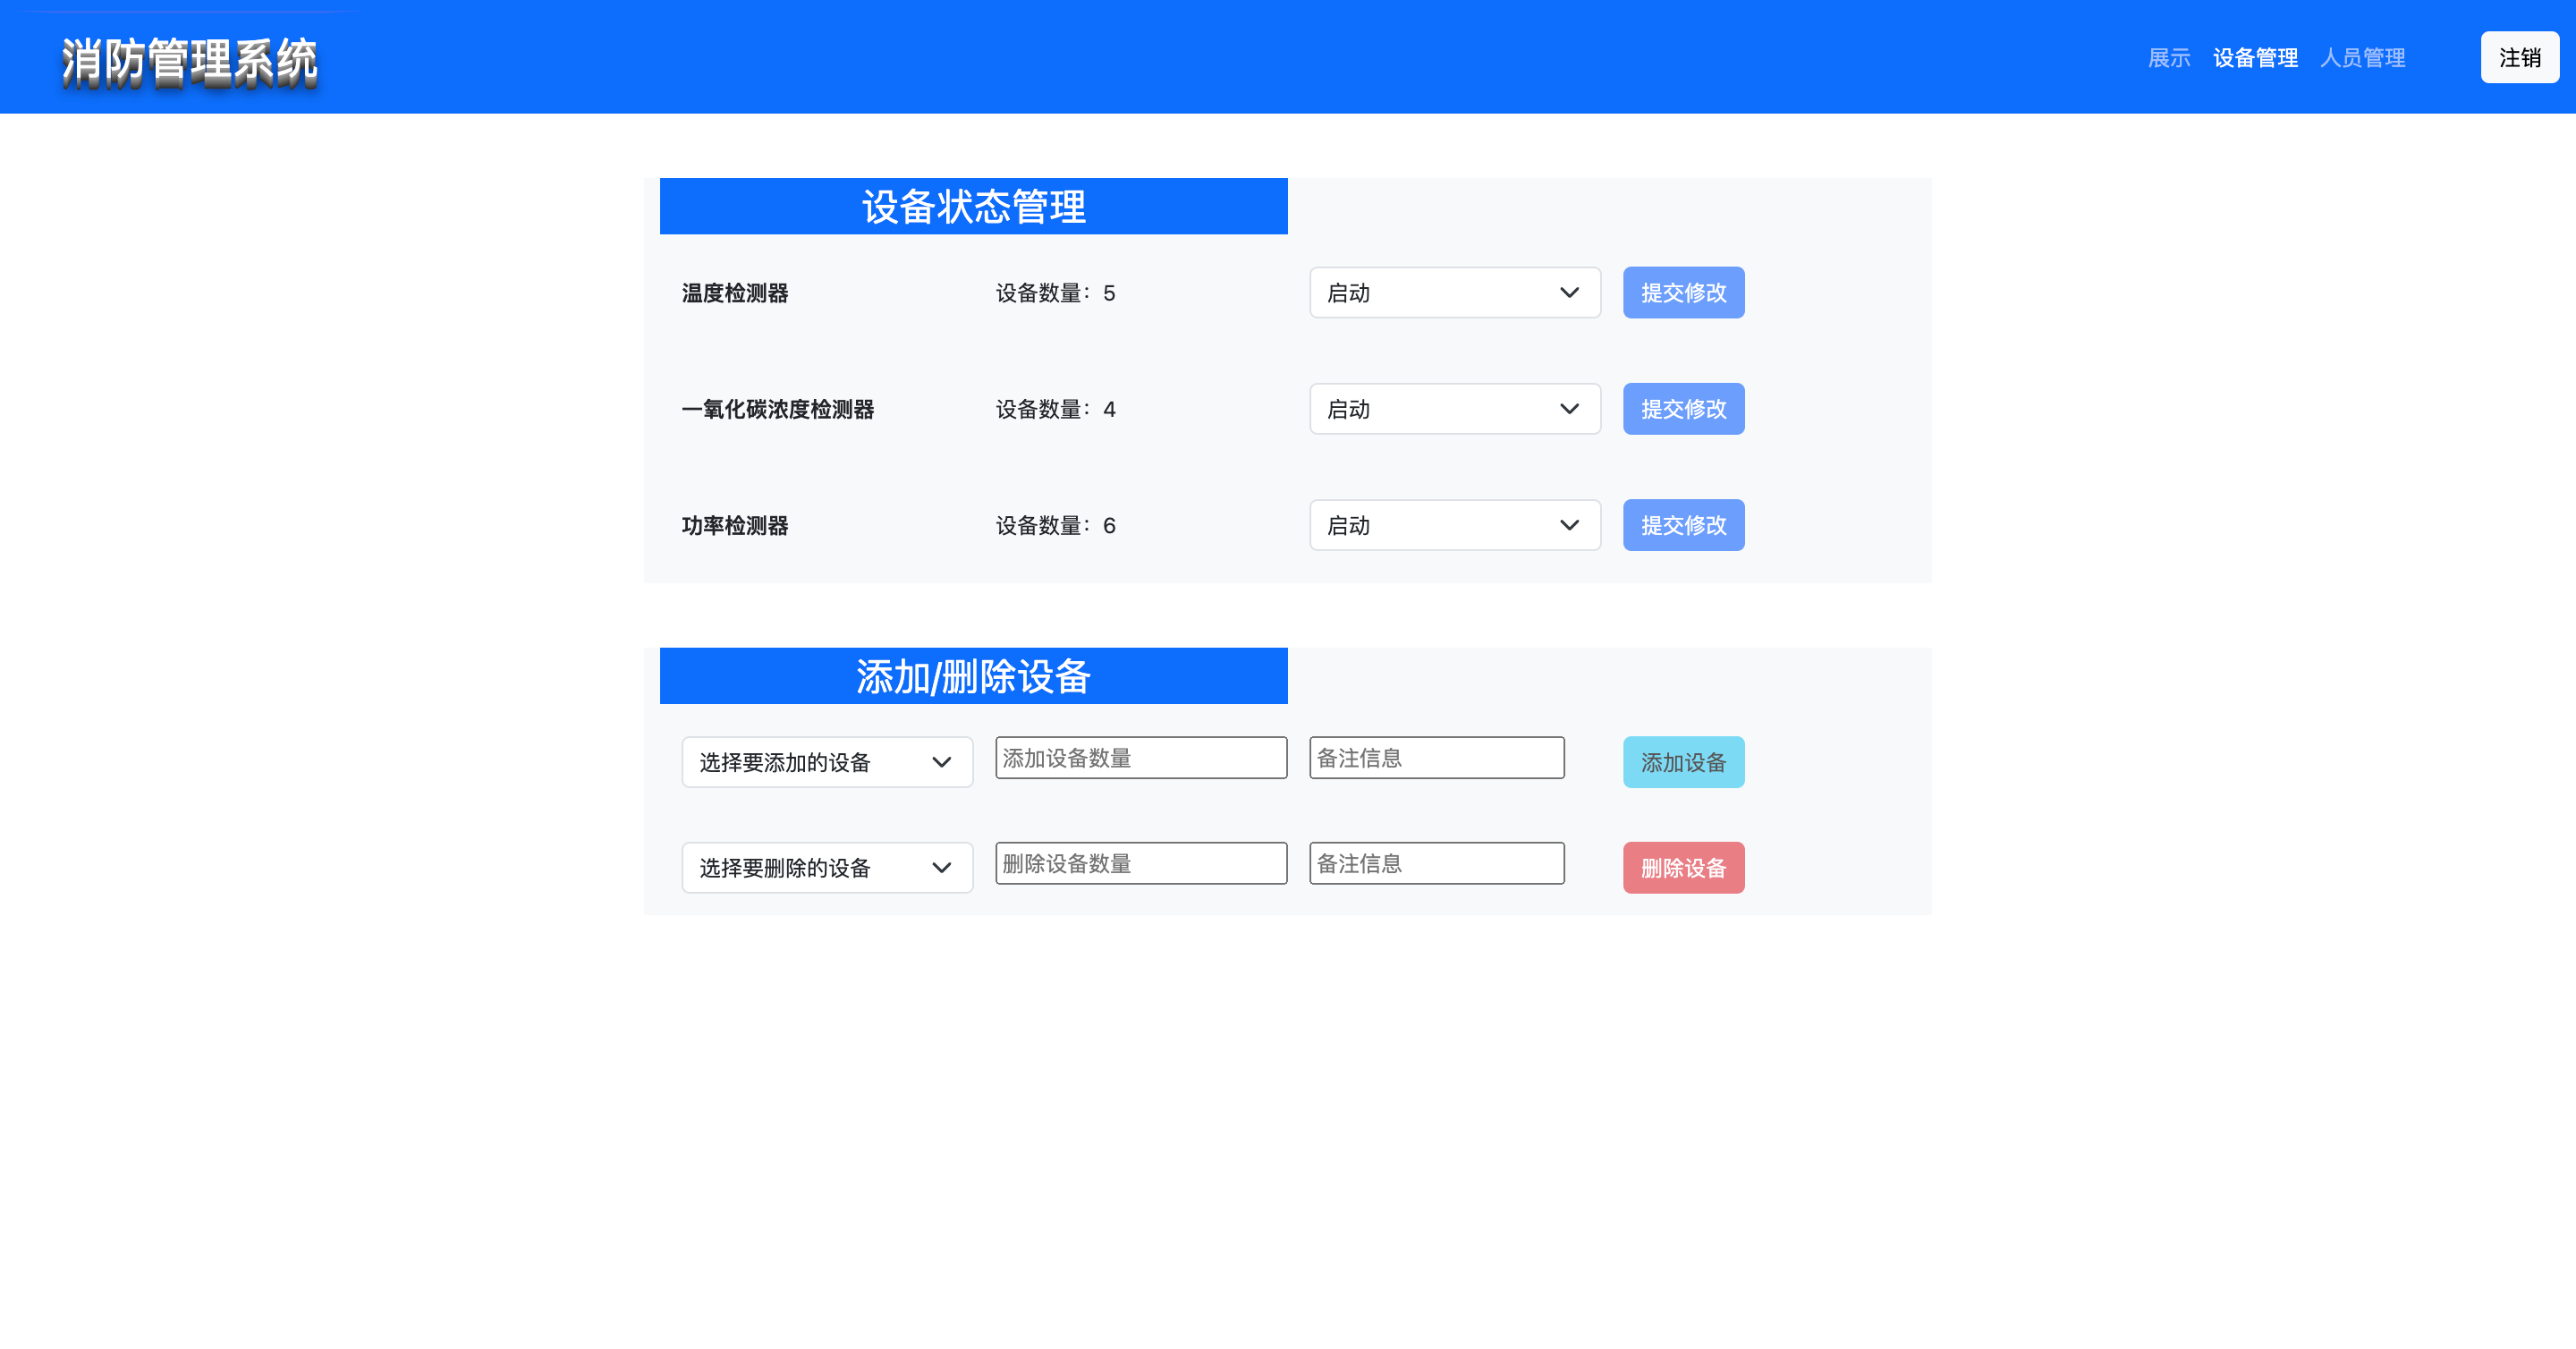 消防管理系统
展示 设备管理 人员管理 注销
设备状态管理
温度检测器 设备数量：5 启动 提交修改
一氧化碳浓度检测器 设备数量：4 启动 提交修改
功率检测器 设备数量：6 启动 提交修改
添加/删除设备
选择要添加的设备 添加设备数量 备注信息 添加设备
选择要删除的设备 删除设备数量 备注信息 删除设备